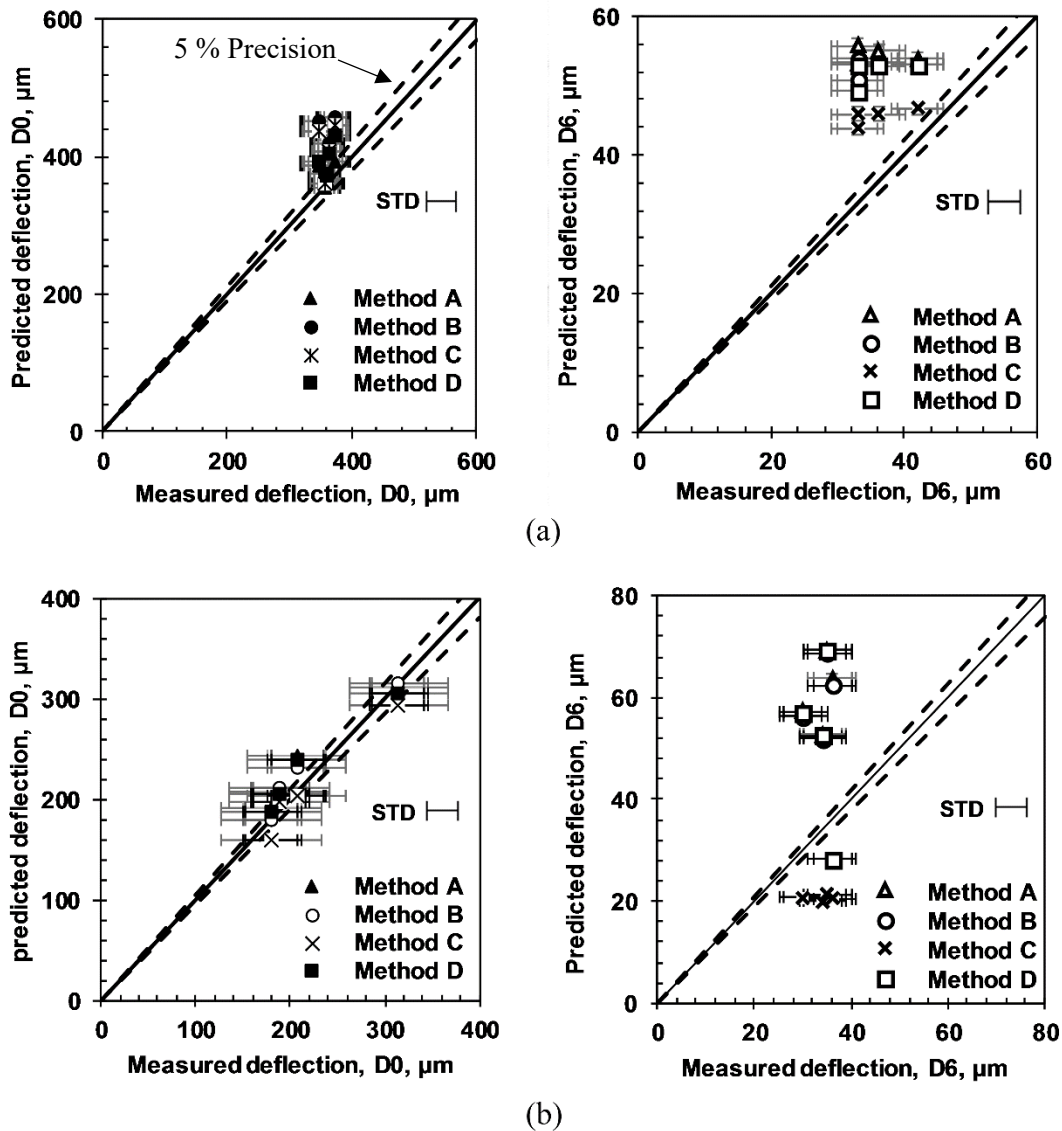 600
400
200
0
Predicted deflection, D0, µm
5 % Precision
STD
Method A
Method B
Method C
Method D
0 200 400 600
Measured deflection, D0, µm
60
40
20
0
Predicted deflection, D6, µm
STD
Method A
Method B
Method C
Method D
0 20 40 60
Measured deflection, D6, µm
(a)
400
300
200
100
0
predicted deflection, D0, µm
STD
Method A
Method B
Method C
Method D
0 100 200 300 400
Measured deflection, D0, µm
80
60
40
20
0
Predicted deflection, D6, µm
STD
Method A
Method B
Method C
Method D
0 20 40 60 80
Measured deflection, D6, µm
(b)